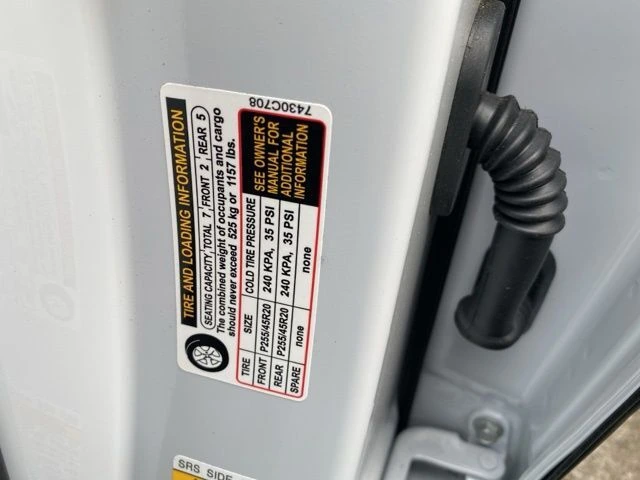 7430C708
TIRE AND LOADING INFORMATION
SEATING CAPACITY, TOTAL 7, FRONT 2, REAR 5
The combined weight of occupants and cargo
should never exceed 525 kg or 1157 lbs.
TIRE SIZE COLD TIRE PRESSURE
FRONT P255/45R20 240 KPA, 35 PSI
REAR P255/45R20 240 KPA, 35 PSI
SPARE none none
SEE OWNER'S
MANUAL FOR
ADDITIONAL
INFORMATION
SRS SIDE